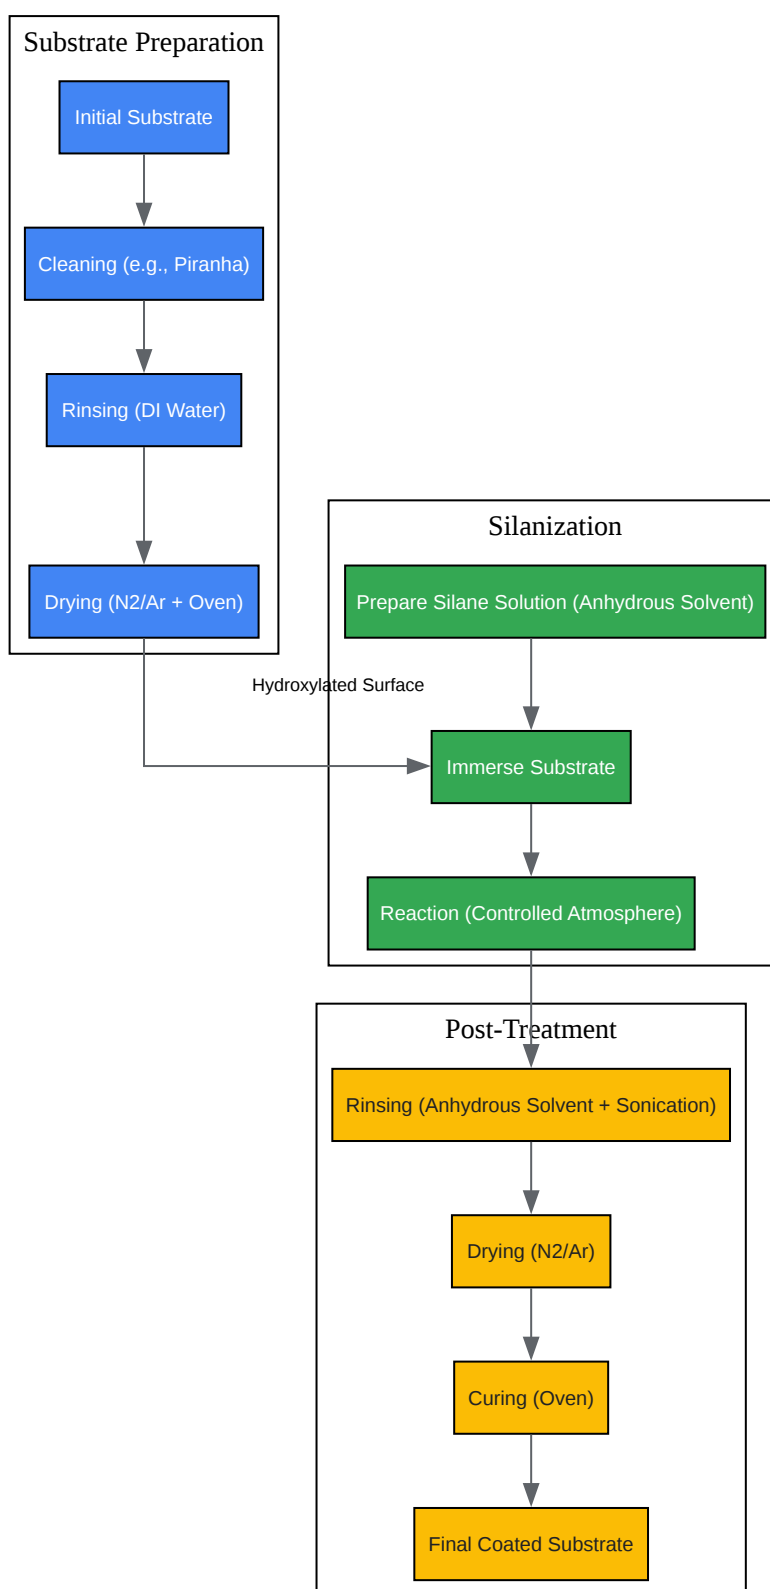 Substrate Preparation
Initial Substrate
Cleaning (e.g., Piranha)
Rinsing (DI Water)
Drying (N2/Ar + Oven)
Hydroxylated Surface
Silanization
Prepare Silane Solution (Anhydrous Solvent)
Immerse Substrate
Reaction (Controlled Atmosphere)
Post-Treatment
Rinsing (Anhydrous Solvent + Sonication)
Drying (N2/Ar)
Curing (Oven)
Final Coated Substrate